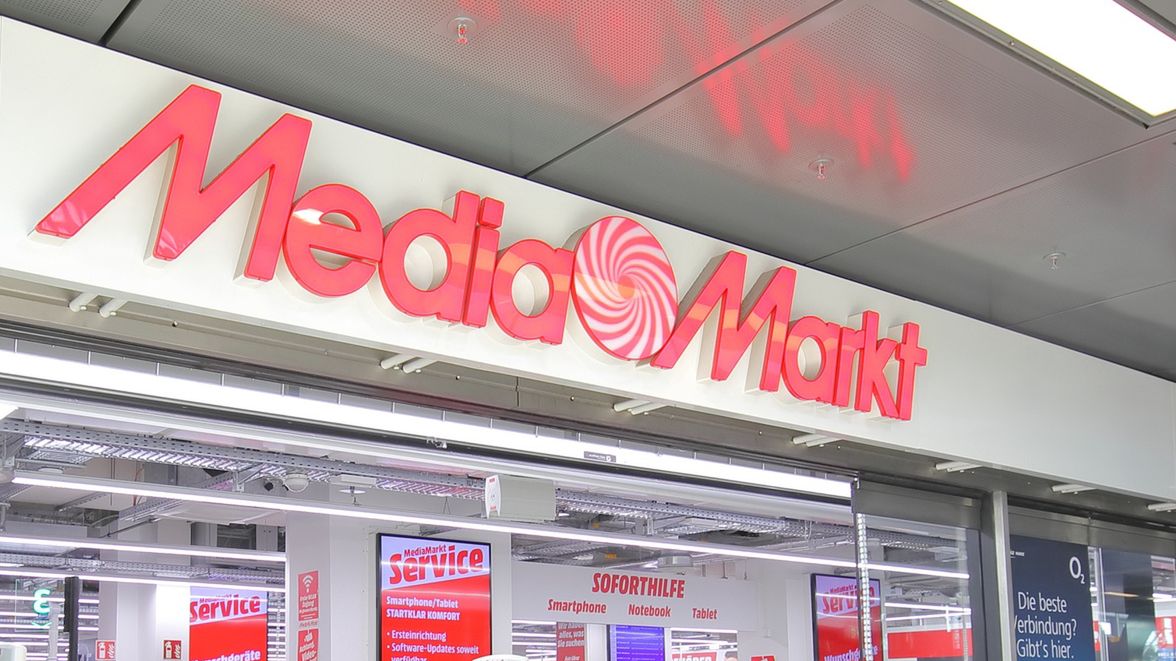 MediaMarkt
MediaMarkt
Service
Smartphone/Tablet
STARTKLAR KOMFORT
• Ersteinrichtung
• Software-Updates soweit
verfügbar
Service
SOFORTHILFE
Smartphone Notebook Tablet
Service
O2
Die beste
Verbindung?
Gibt's hier.